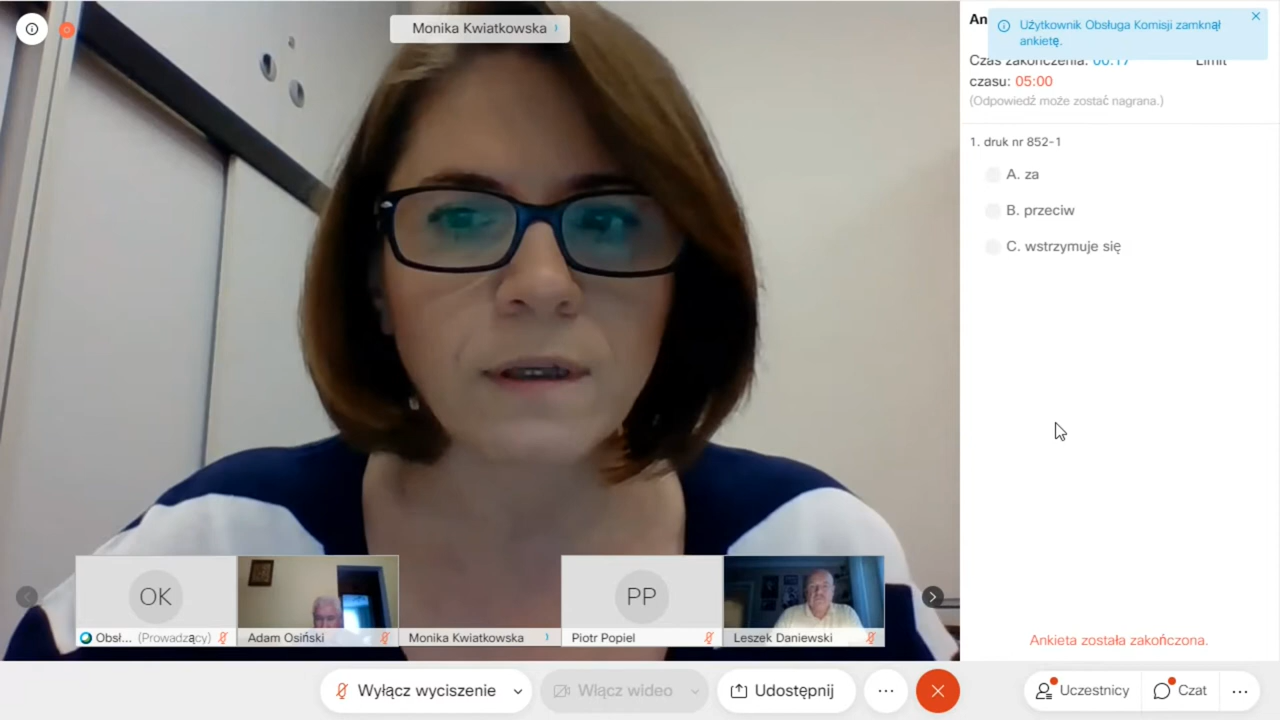 Monika Kwiatkowska
An
Użytkownik Obsługa Komisji zamknął
ankietę.
Czas zakończenia: 00:17 Limit
czasu: 05:00
(Odpowiedź może zostać nagrana.)
1. druk nr 852-1
A. za
B. przeciw
C. wstrzymuje się
OK
PP
Obsł... (Prowadzący)
Adam Osiński
Monika Kwiatkowska
Piotr Popiel
Leszek Daniewski
Ankieta została zakończona.
Wyłącz wyciszenie
Włącz wideo
Udostępnij
Uczestnicy
Czat